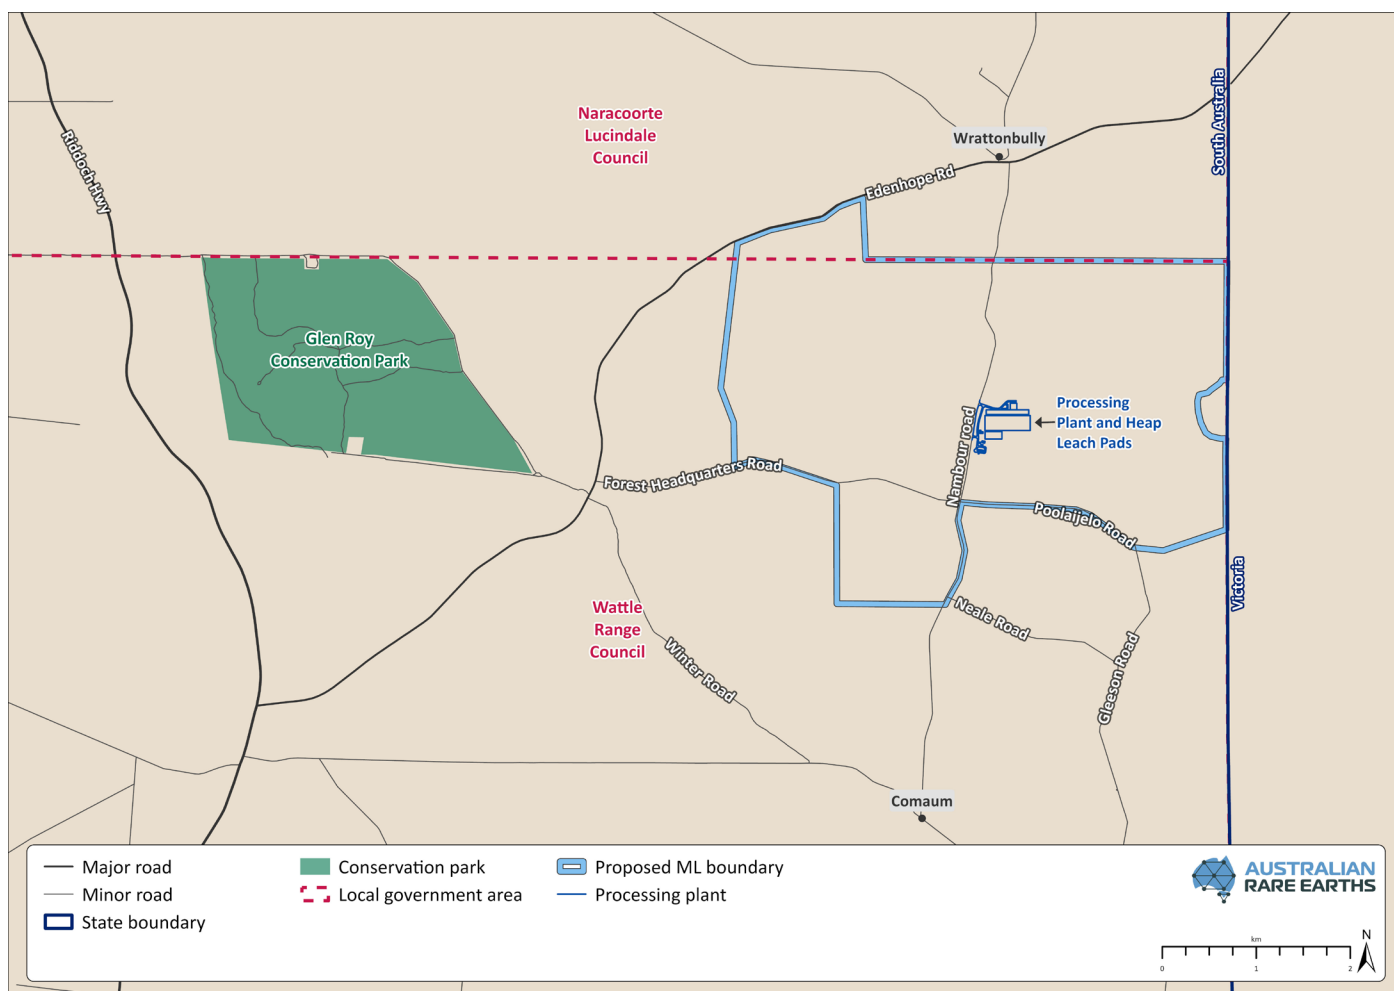 Naracoorte
Lucindale
Council
South Australia
Wrattonbully
Riddoch Hwy
Edenhope Rd
Glen Roy
Conservation Park
Processing
Plant and Heap
Leach Pads
Nambour road
Forest Headquarters Road
Poolaijelo Road
Victoria
Wattle
Range
Council
Neale Road
Winter Road
Gleeson Road
Comaum
Major road
Minor road
State boundary
Conservation park
Local government area
Proposed ML boundary
Processing plant
AUSTRALIAN
RARE EARTHS
km
0 1 2
N